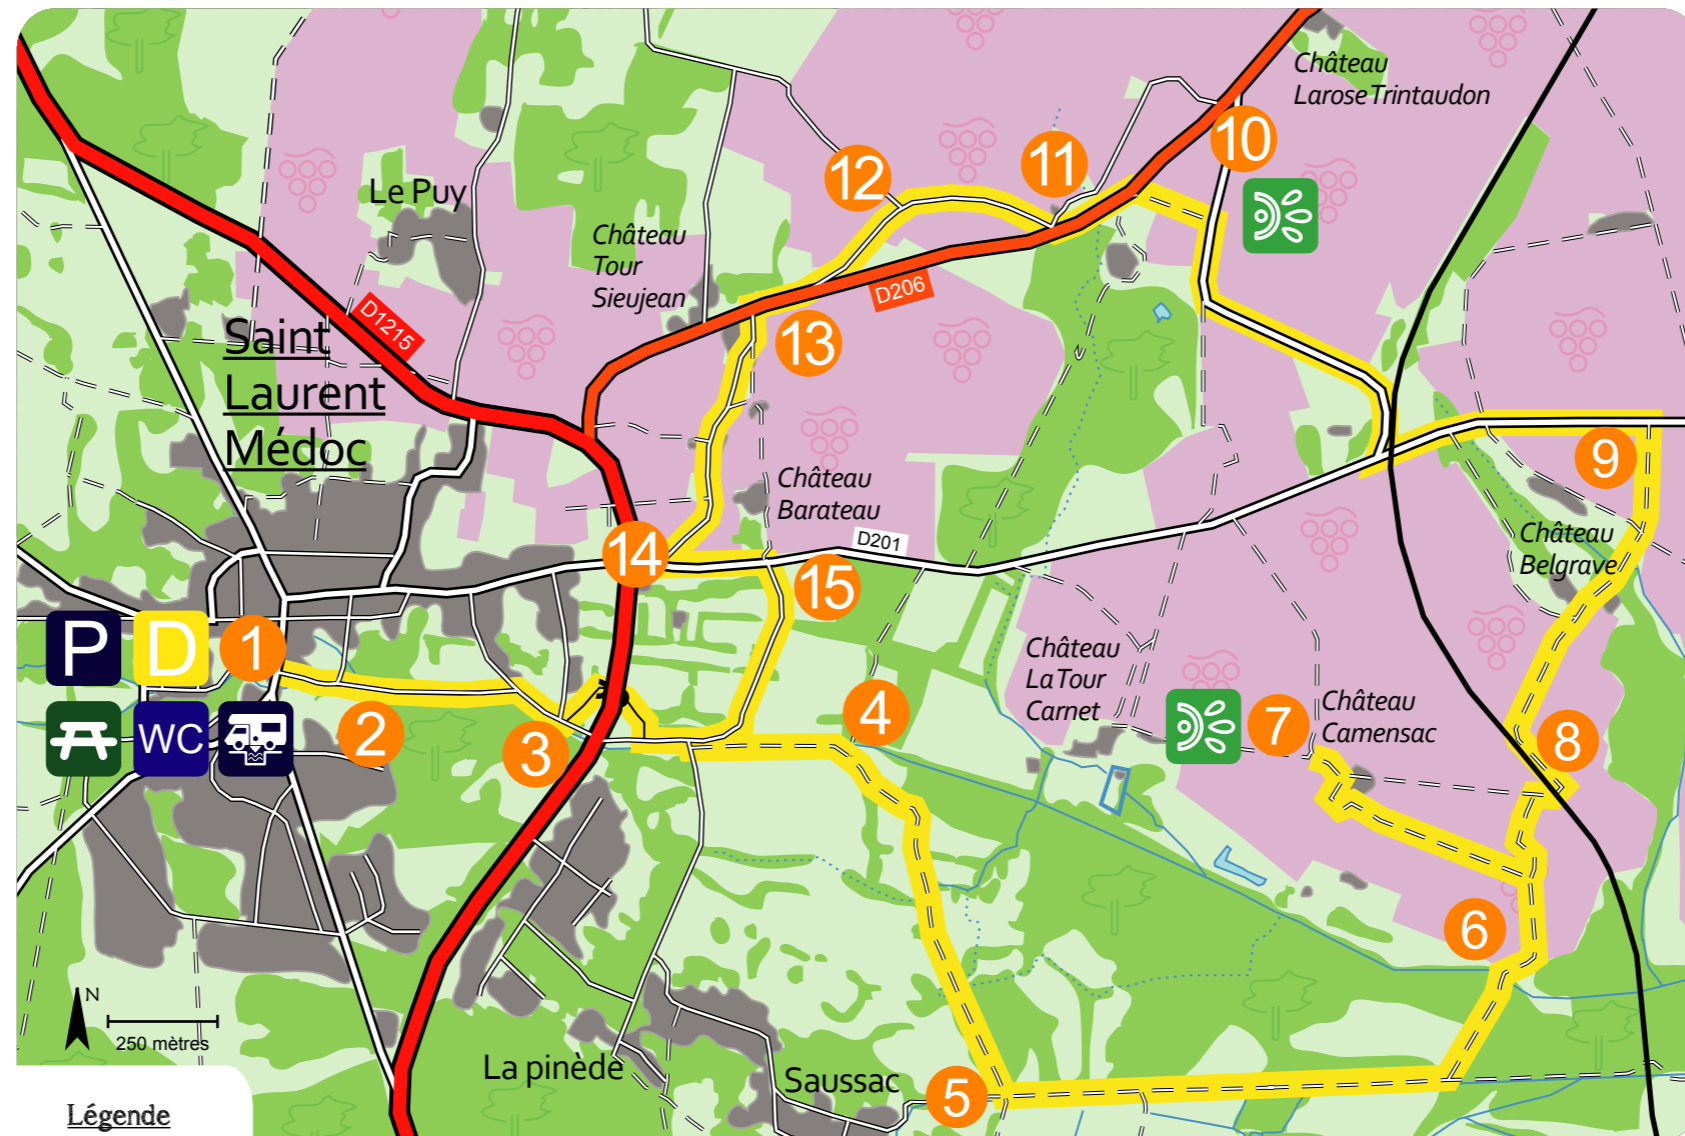 Château
Larose Trintaudon
10
11
12
Le Puy
Château
Tour
Sieujean
D206
D1215
Saint
Laurent
Médoc
13
9
Château
Barateau
D201
14
Château
Belgrave
15
P
D
1
Château
La Tour
Carnet
4
7
Château
Camensac
WC
2
3
8
6
N
250 mètres
La pinède
Saussac
5
Légende